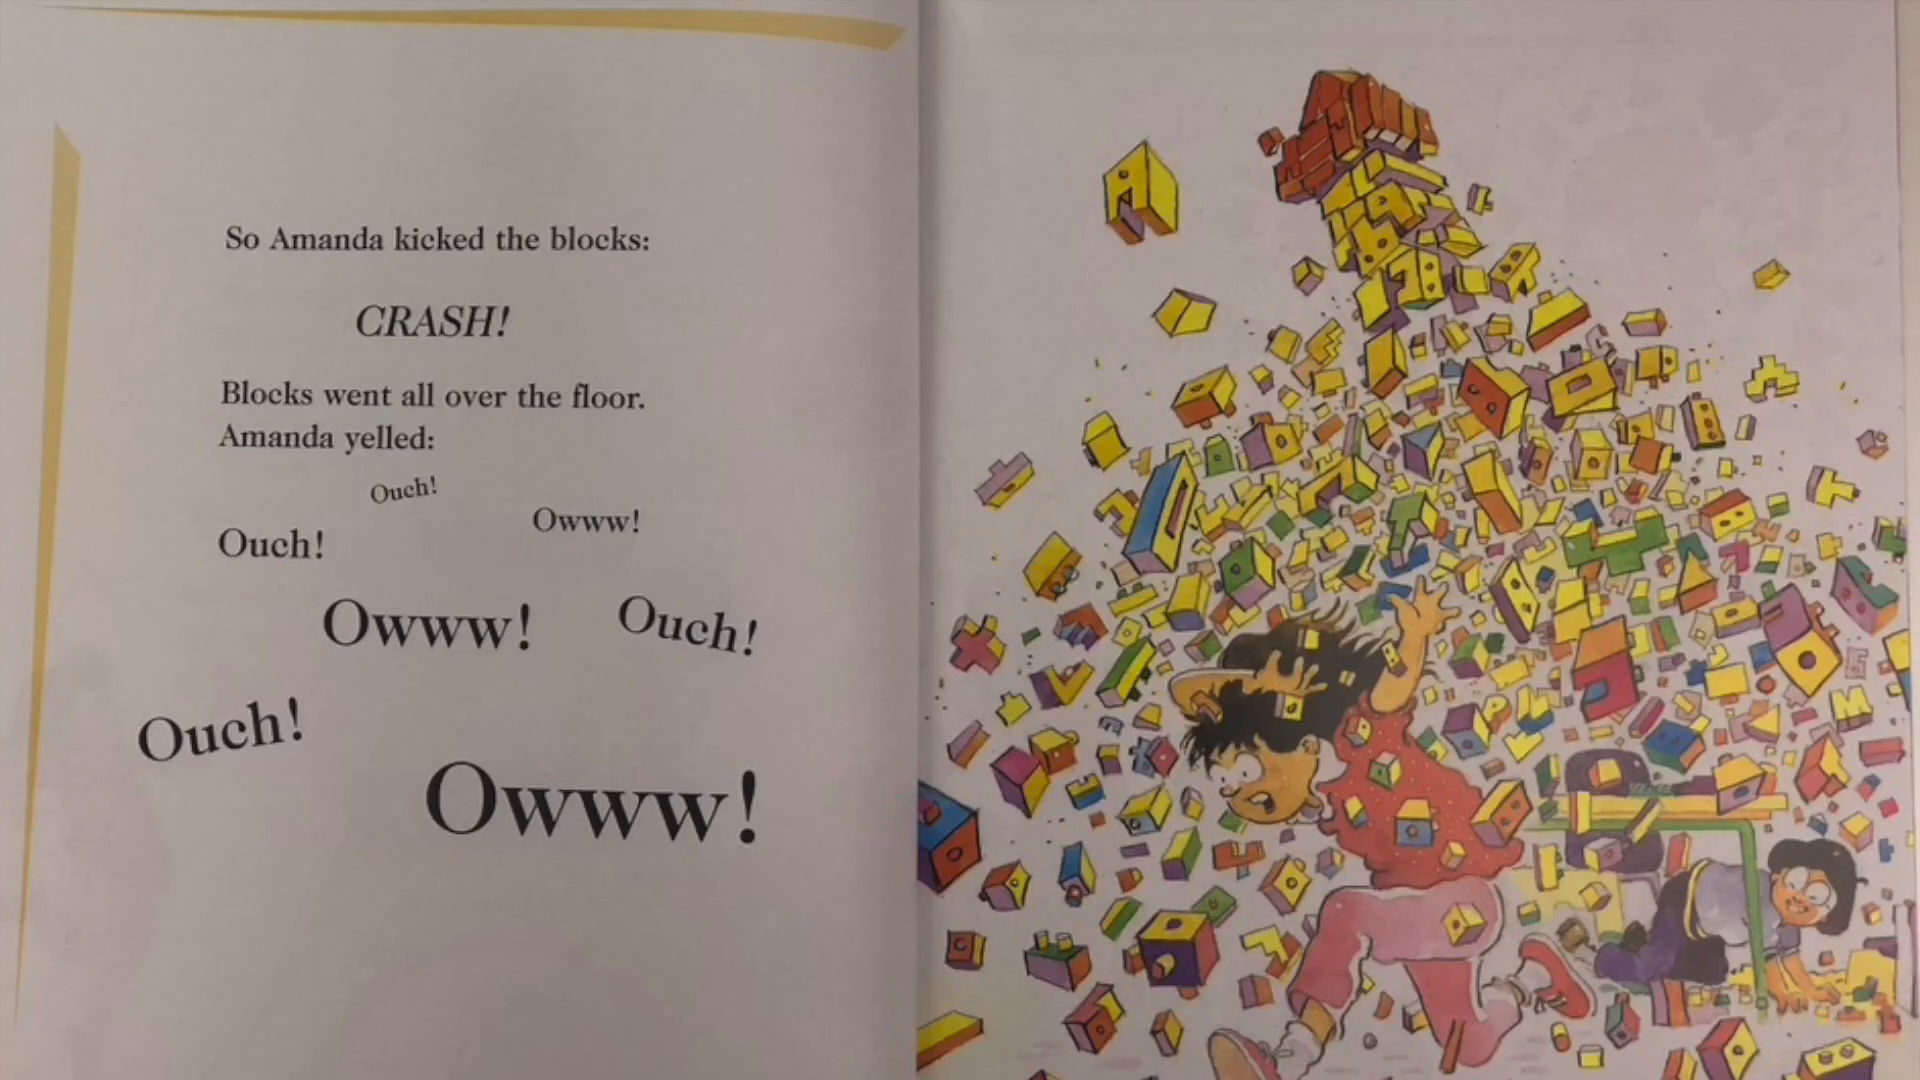 So Amanda kicked the blocks:
CRASH!
Blocks went all over the floor.
Amanda yelled:
Ouch!
Owww!
Ouch!
Owww!
Ouch!
Ouch!
Owww!